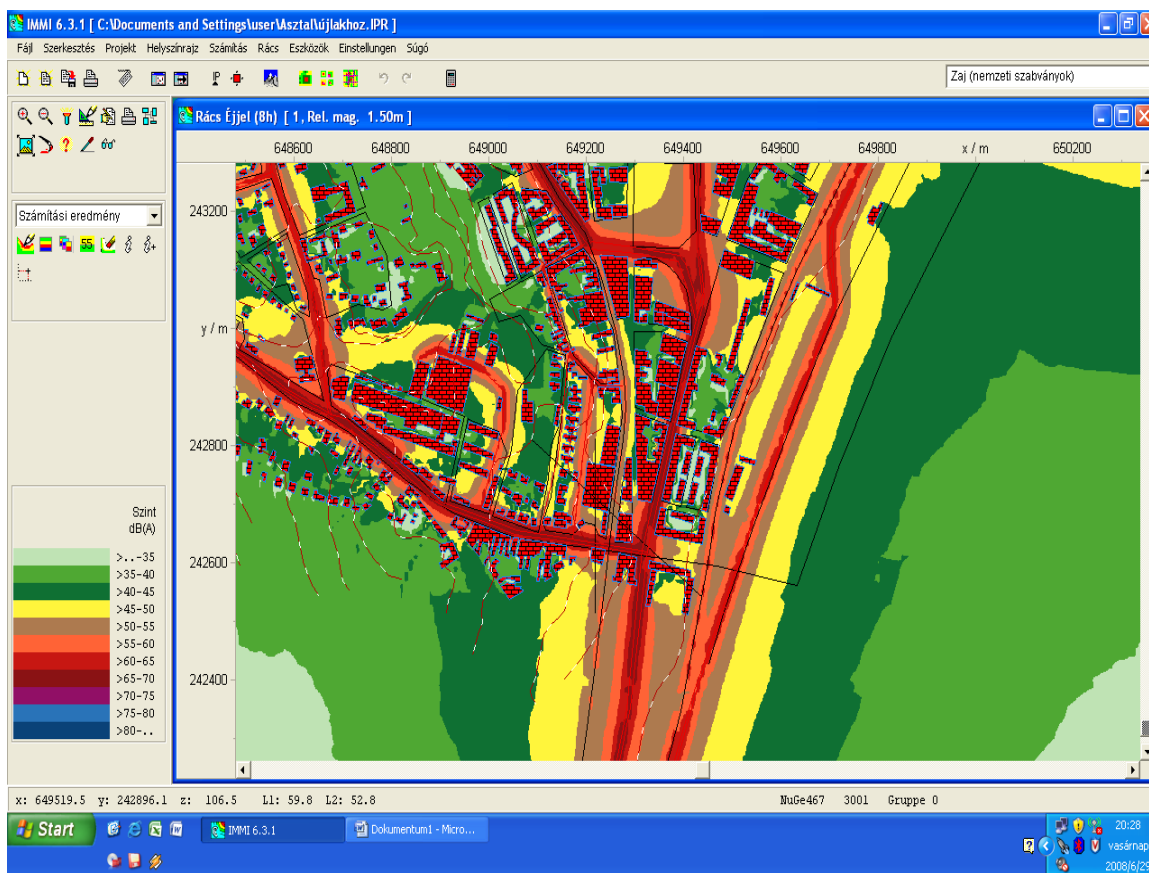 IMMI 6.3.1 [ C:\Documents and Settings\user\Asztal\újlakhoz.IPR ]
Fájl Szerkesztés Projekt Helyszínrajz Számítás Rács Eszközök Einstellungen Súgó
Zaj (nemzeti szabványok)
Rács Éjjel (8h) [ 1, Rel. mag. 1.50m ]
648600 648800 649000 649200 649400 649600 649800 x / m 650200
243200
y / m
242800
242600
242400
Számítási eredmény
55
Szint
dB(A)
>..-35
>35-40
>40-45
>45-50
>50-55
>55-60
>60-65
>65-70
>70-75
>75-80
>80-..
x: 649519.5 y: 242896.1 z: 106.5 L1: 59.8 L2: 52.8 NuGe467 3001 Gruppe 0
Start IMMI 6.3.1 Dokumentum1 - Micro... 20:28
vasárnap
2008/6/29